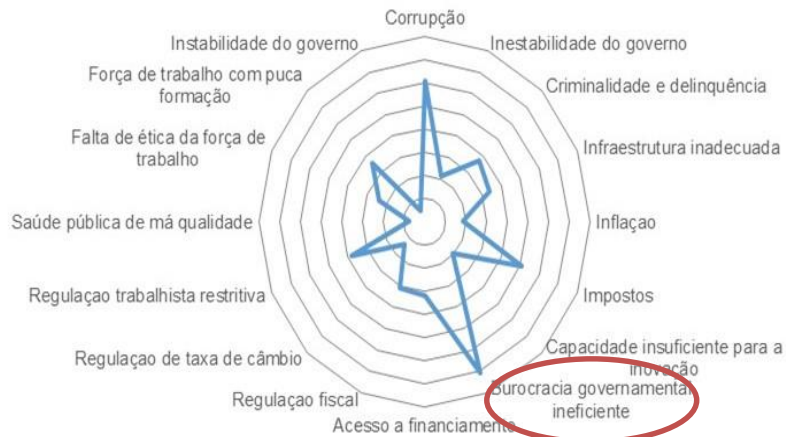 Corrupção
Instabilidade do governo
Inestabilidade do governo
Força de trabalho com puca
formação
Criminalidade e delinquência
Falta de ética da força de
trabalho
Infraestrutura inadecuada
Saúde pública de má qualidade
Inflaçao
Regulaçao trabalhista restritiva
Impostos
Regulaçao de taxa de câmbio
Capacidade insuficiente para a
inovação
Regulaçao fiscal
Burocracia governamental
ineficiente
Acesso a financiamento